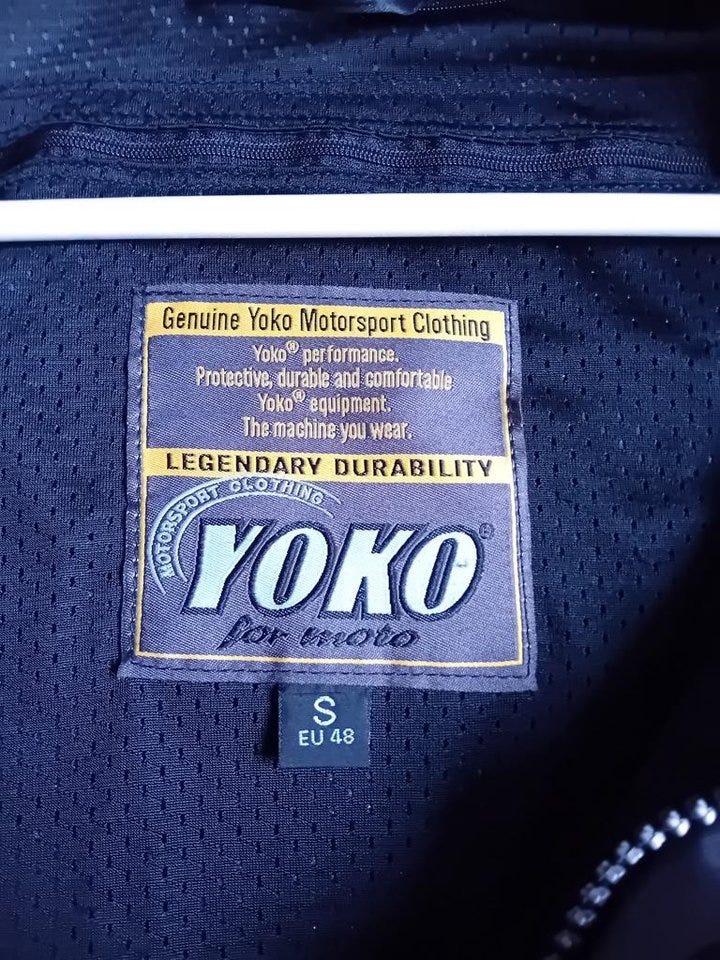 Genuine Yoko Motorsport Clothing
Yoko® performance.
Protective, durable and comfortable
Yoko® equipment.
The machine you wear.
LEGENDARY DURABILITY
MOTORSPORT CLOTHING
YOKO®
for moto
S
EU 48